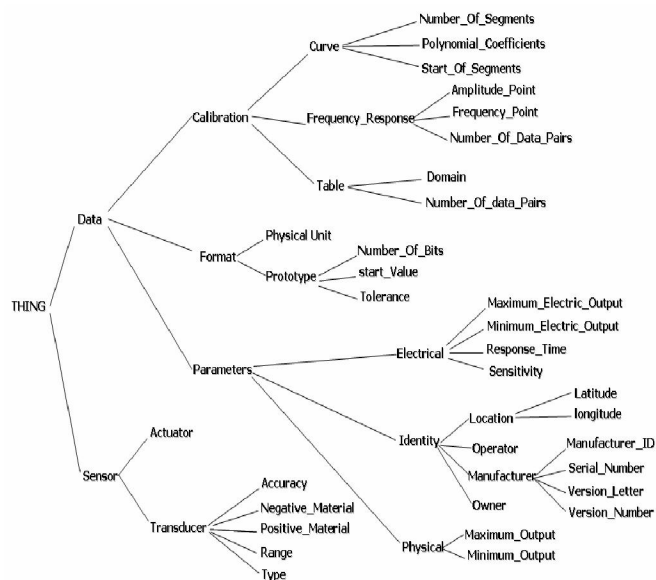 Number_Of_Segments
Curve
Polynomial_Coefficients
Start_Of_Segments
Amplitude_Point
Calibration
Frequency_Response
Frequency_Point
Number_Of_Data_Pairs
Table
Domain
Number_Of_data_Pairs
Data
Physical Unit
Format
Number_Of_Bits
Prototype
start_Value
Tolerance
THING
Maximum_Electric_Output
Minimum_Electric_Output
Electrical
Response_Time
Sensitivity
Parameters
Latitude
Location
longitude
Actuator
Identity
Operator
Manufacturer_ID
Sensor
Manufacturer
Serial_Number
Version_Letter
Owner
Version_Number
Accuracy
Negative_Material
Transducer
Positive_Material
Range
Type
Physical
Maximum_Output
Minimum_Output